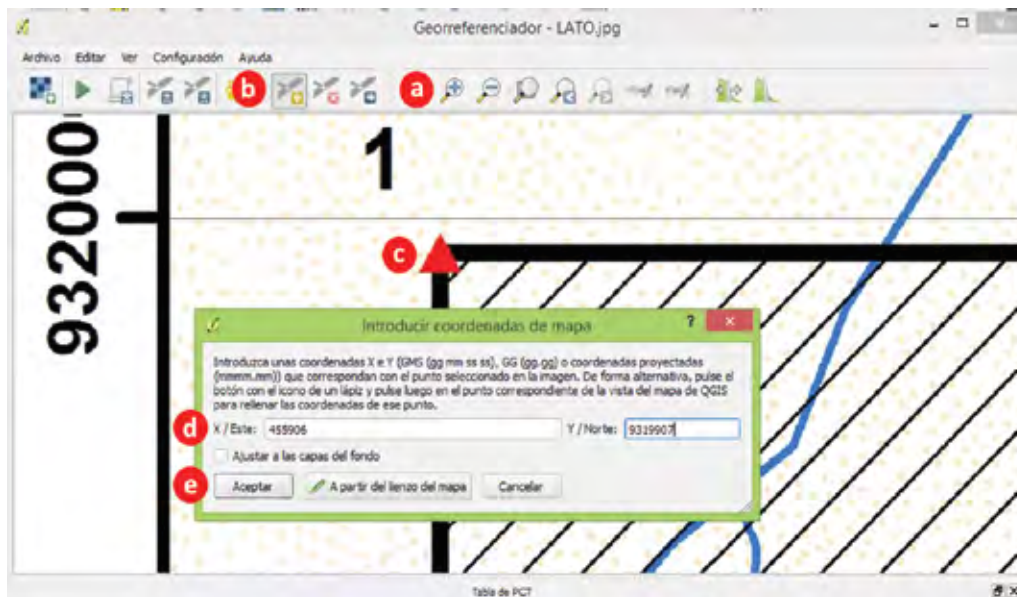 Georreferenciador - LATO.jpg
Archivo Editar Ver Configuración Ayuda
b
a
9320000
1
c
Introducir coordenadas de mapa
?
Introduzca unas coordenadas X e Y (GMS (gg mm ss ss), GG (gg.gg) o coordenadas proyectadas
(mmmm.mm)) que correspondan con el punto seleccionado en la imagen. De forma alternativa, pulse el
botón con el icono de un lápiz y pulse luego en el punto correspondiente de la vista del mapa de QGIS
para rellenar las coordenadas de ese punto.
d X / Este: 455906 Y / Norte: 9319907
Ajustar a las capas del fondo
e Aceptar A partir del lienzo del mapa Cancelar
Tabla de PCT